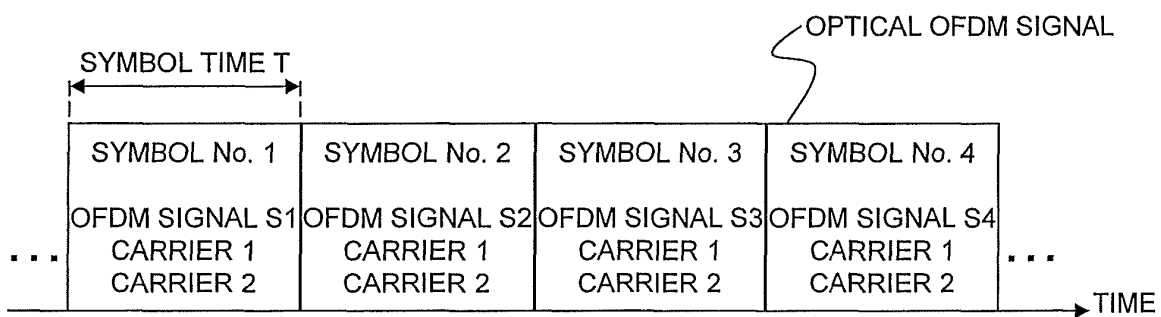 OPTICAL OFDM SIGNAL
SYMBOL TIME T
SYMBOL No. 1
OFDM SIGNAL S1
CARRIER 1
CARRIER 2
SYMBOL No. 2
OFDM SIGNAL S2
CARRIER 1
CARRIER 2
SYMBOL No. 3
OFDM SIGNAL S3
CARRIER 1
CARRIER 2
SYMBOL No. 4
OFDM SIGNAL S4
CARRIER 1
CARRIER 2
...
...
TIME